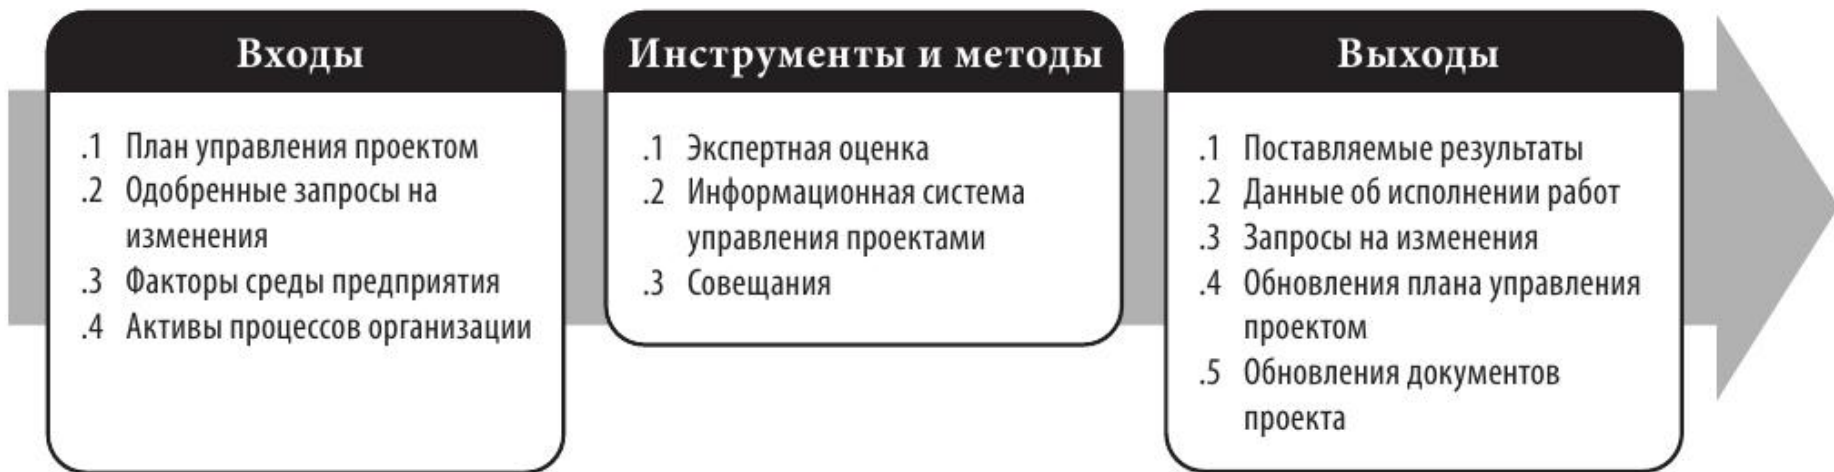 Входы
.1 План управления проектом
.2 Одобренные запросы на
изменения
.3 Факторы среды предприятия
.4 Активы процессов организации
Инструменты и методы
.1 Экспертная оценка
.2 Информационная система
управления проектами
.3 Совещания
Выходы
.1 Поставляемые результаты
.2 Данные об исполнении работ
.3 Запросы на изменения
.4 Обновления плана управления
проектом
.5 Обновления документов
проекта